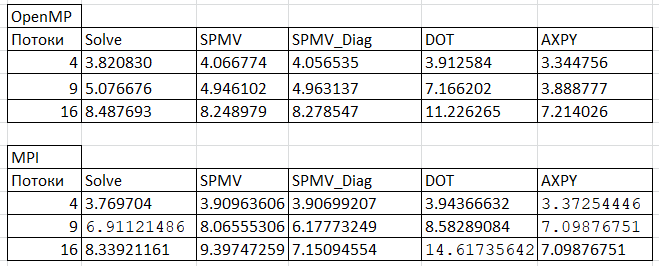 OpenMP
Потоки Solve SPMV SPMV_Diag DOT AXPY
4 3.820830 4.066774 4.056535 3.912584 3.344756
9 5.076676 4.946102 4.963137 7.166202 3.888777
16 8.487693 8.248979 8.278547 11.226265 7.214026
MPI
Потоки Solve SPMV SPMV_Diag DOT AXPY
4 3.769704 3.90963606 3.90699207 3.94366632 3.37254446
9 6.91121486 8.06555306 6.17773249 8.58289084 7.09876751
16 8.33921161 9.39747259 7.15094554 14.61735642 7.09876751